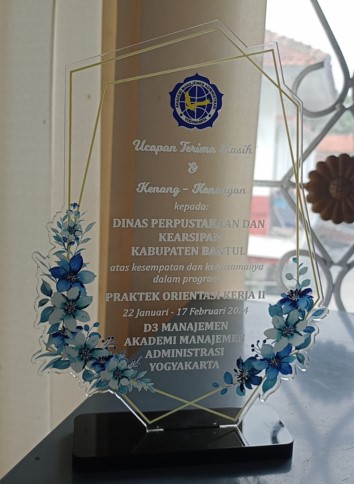 Ucapan Terima Kasih
&
Kenang - Kenangan
kepada:
DINAS PERPUSTAKAAN DAN
KEARSIPAN
KABUPATEN BANTUL
atas kesempatan dan kerjasamanya
dalam program
PRAKTEK ORIENTASI KERJA II
22 Januari - 17 Februari 2024
D3 MANAJEMEN
AKADEMI MANAJEMEN
ADMINISTRASI
YOGYAKARTA